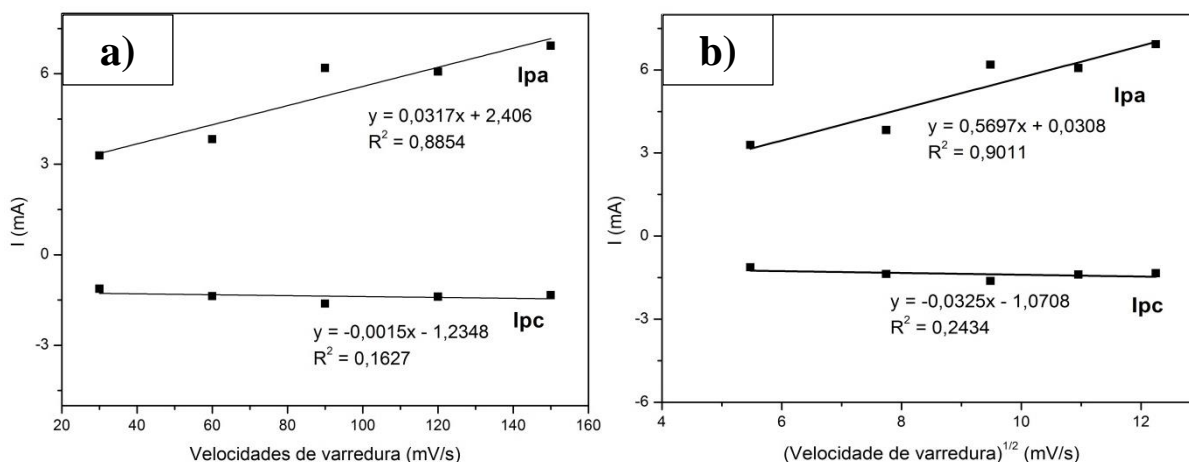 a)
6
3
0
-3
I (mA)
Ipa
y = 0,0317x + 2,406
R² = 0,8854
Ipc
y = -0,0015x - 1,2348
R² = 0,1627
20 40 60 80 100 120 140 160
Velocidades de varredura (mV/s)
b)
6
3
0
-3
-6
I (mA)
Ipa
y = 0,5697x + 0,0308
R² = 0,9011
Ipc
y = -0,0325x - 1,0708
R² = 0,2434
4 6 8 10 12
(Velocidade de varredura)¹/² (mV/s)